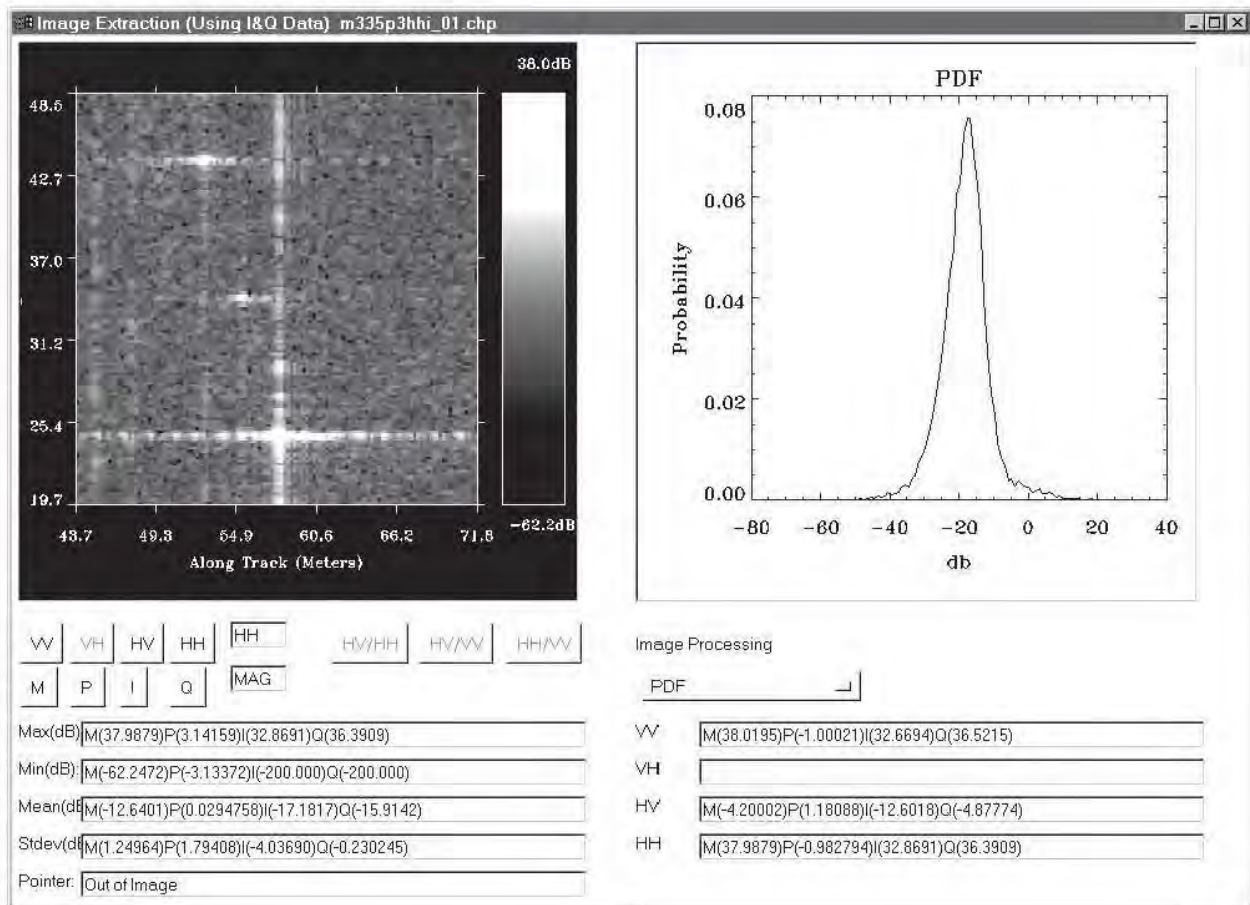 Image Extraction (Using I&Q Data) m335p3hhi_01.chp
38.0dB
48.5
42.7
37.0
31.2
25.4
19.7
-62.2dB
43.7 49.3 54.9 60.6 66.2 71.8
Along Track (Meters)
PDF
0.08
0.06
0.04
0.02
0.00
Probability
-80 -60 -40 -20 0 20 40
db
VV VH HV HH HH HV/HH HV/VV HH/VV
M P I Q MAG
Image Processing
PDF
Max(dB) M(37.9879)P(3.14159)I(32.8691)Q(36.3909)
Min(dB): M(-62.2472)P(-3.13372)I(-200.000)Q(-200.000)
Mean(dB M(-12.6401)P(0.0294758)I(-17.1817)Q(-15.9142)
Stdev(dB M(1.24964)P(1.79408)I(-4.03690)Q(-0.230245)
Pointer: Out of Image
VV M(38.0195)P(-1.00021)I(32.6694)Q(36.5215)
VH
HV M(-4.20002)P(1.18088)I(-12.6018)Q(-4.87774)
HH M(37.9879)P(-0.982794)I(32.8691)Q(36.3909)